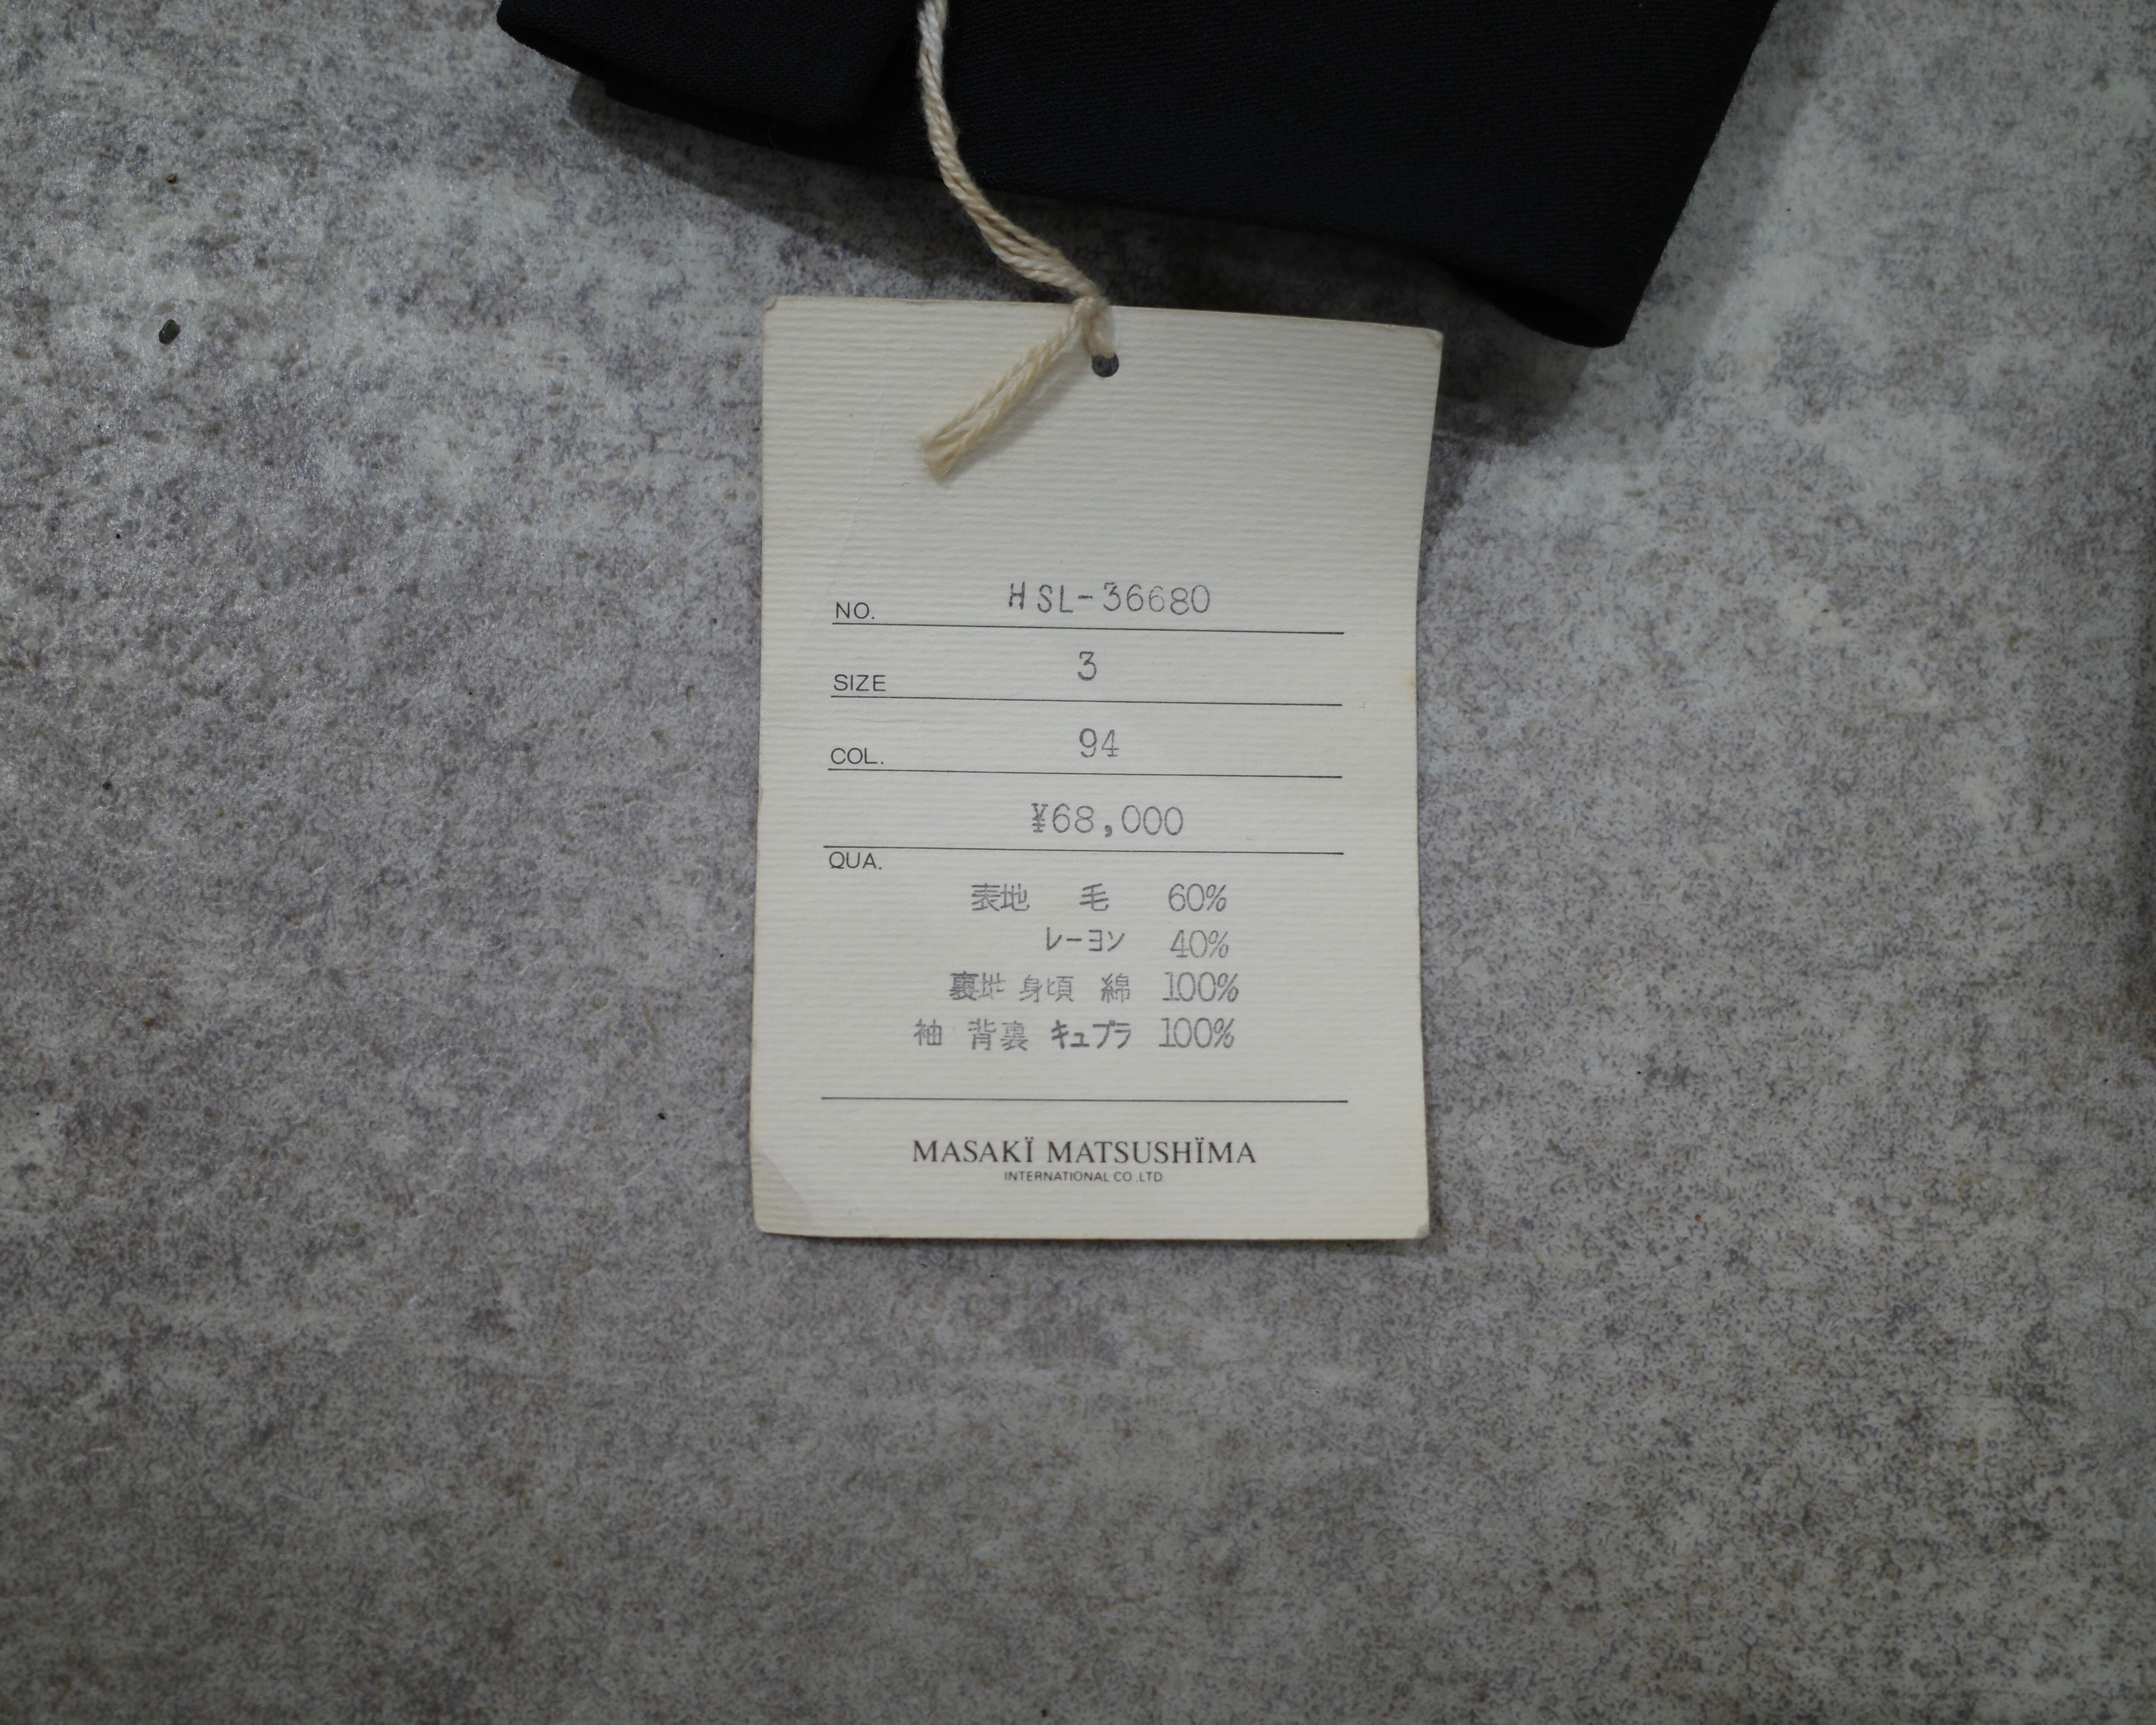 NO. HSL-36680
SIZE 3
COL. 94
¥68,000
QUA.
表地 毛 60%
レーヨン 40%
裏地 身頃 綿 100%
袖 背裏 キュプラ 100%
MASAKÏ MATSUSHÏMA
INTERNATIONAL CO.LTD.